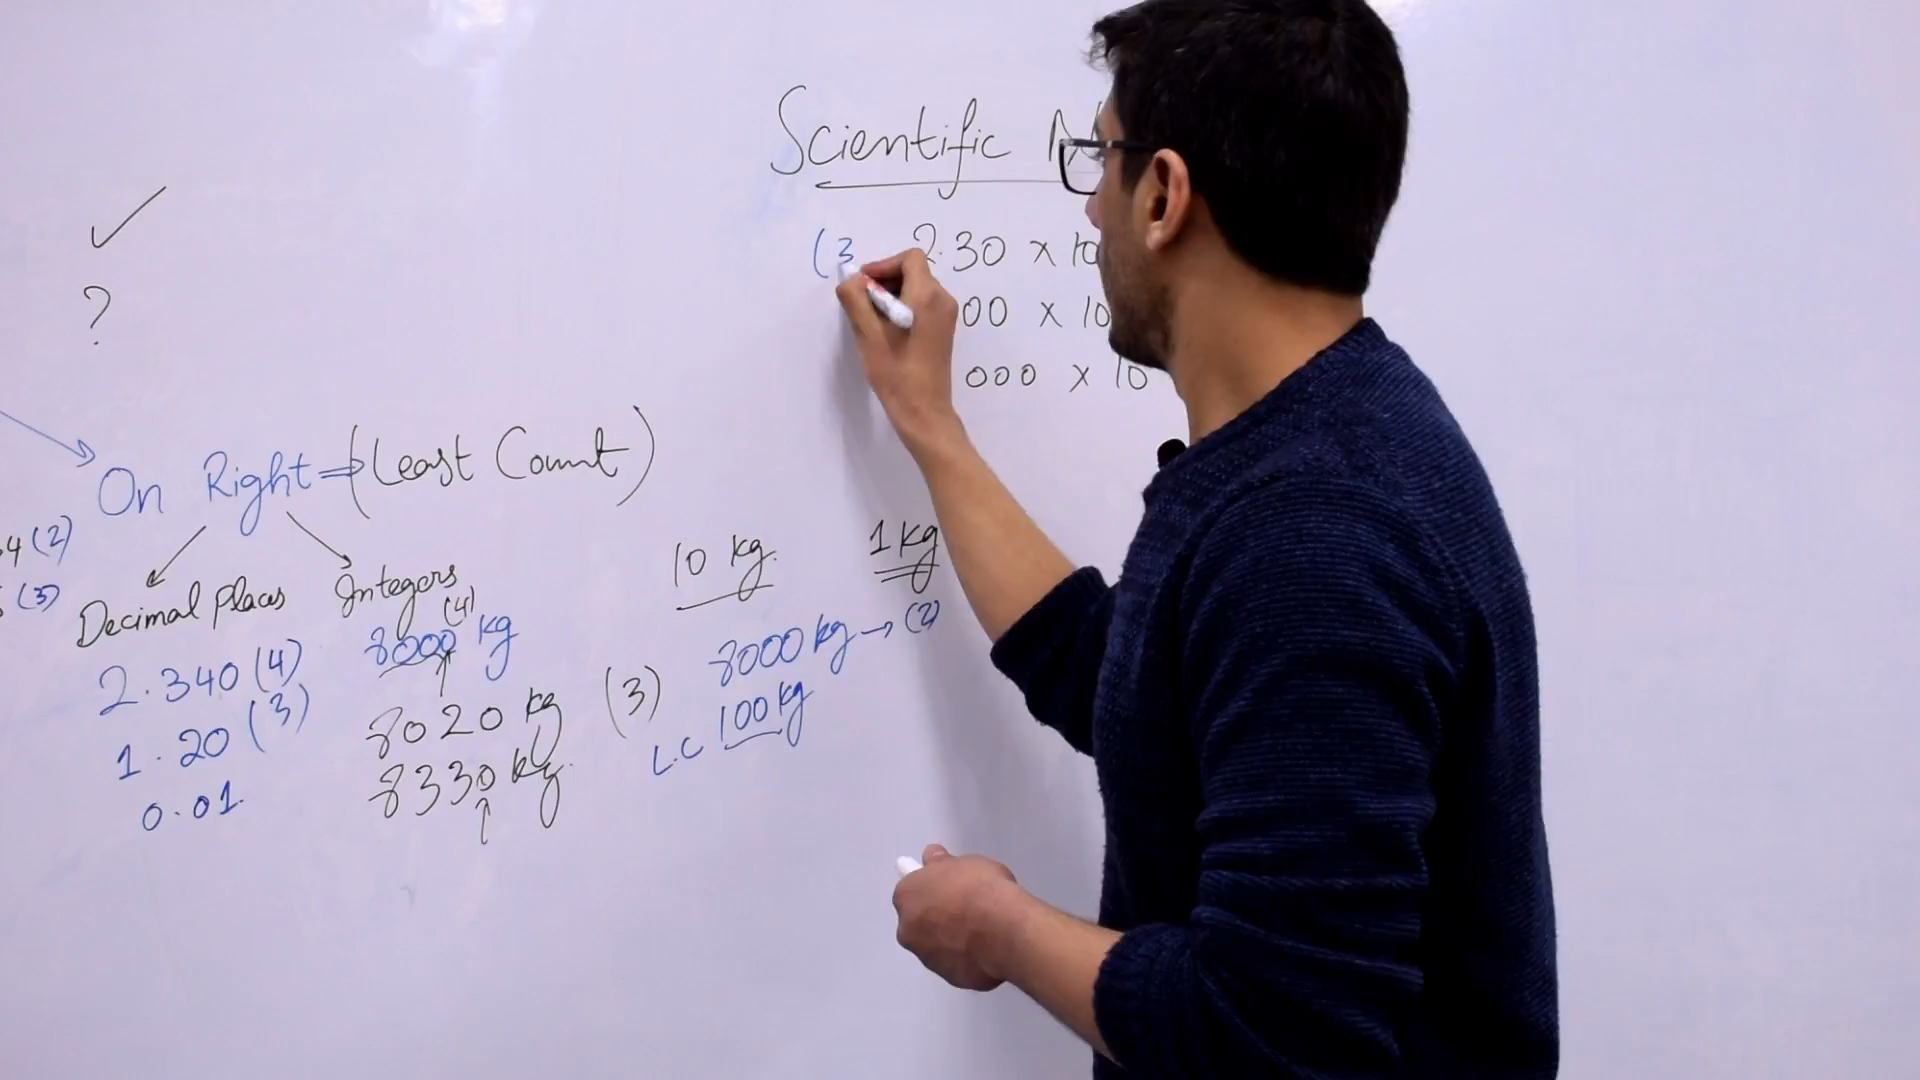 Scientific
(3 2.30 x 10
00 x 10
000 x 10
?
On Right ⇒ (Least Count)
4 (2)
(3)
Decimal Places
Integers
10 kg.
1 kg
2.340 (4)
8000 kg (4)
8000 kg → (2)
1.20 (3)
8020 kg (3)
L.C 100 kg
0.01.
8330 kg.